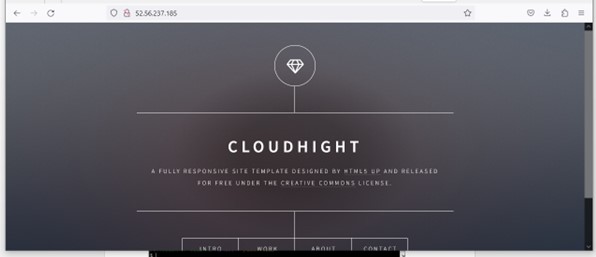 52.56.237.185
CLOUDHIGHT
A FULLY RESPONSIVE SITE TEMPLATE DESIGNED BY HTML5 UP AND RELEASED
FOR FREE UNDER THE CREATIVE COMMONS LICENSE.
INTRO WORK ABOUT CONTACT